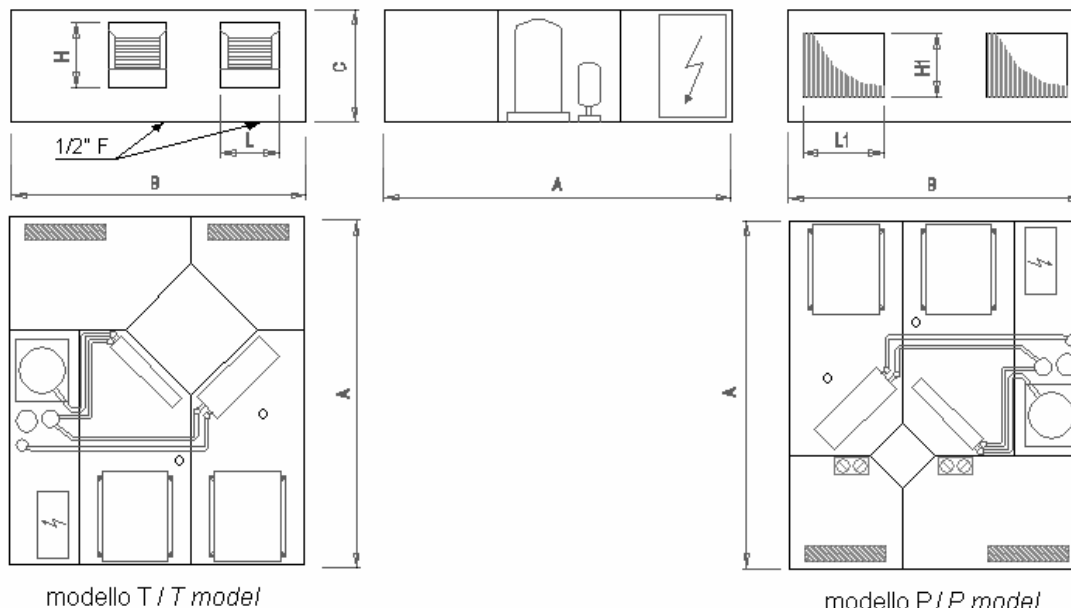 H
C
H1
1/2" F
L
L1
B
A
B
A
A
modello T / T model
modello P / P model